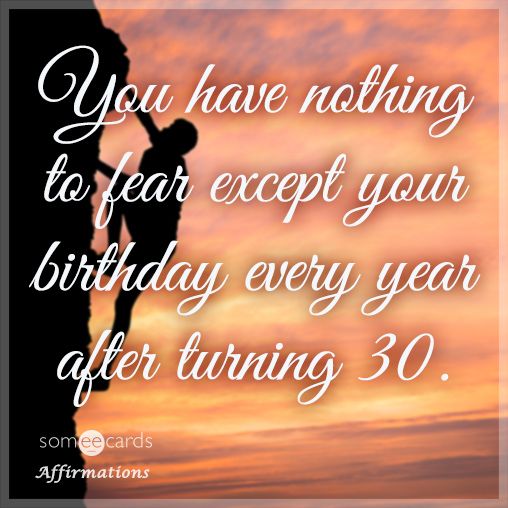 You have nothing
to fear except your
birthday every year
after turning 30.
someecards
Affirmations